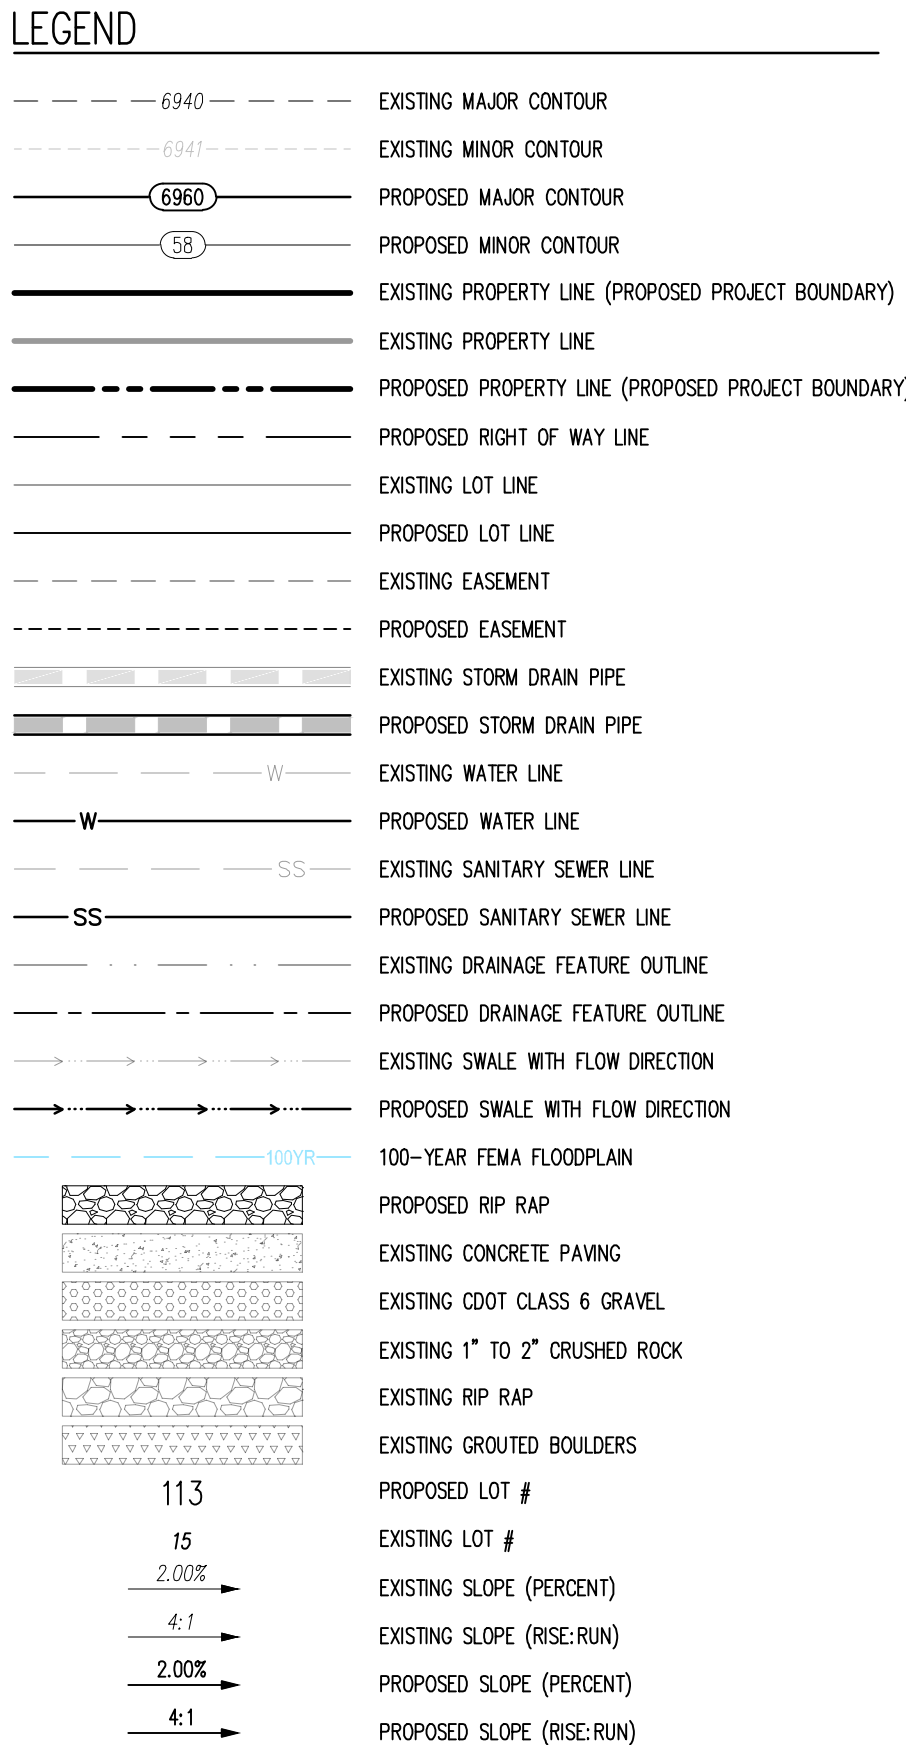 LEGEND
6940 EXISTING MAJOR CONTOUR
6941 EXISTING MINOR CONTOUR
6960 PROPOSED MAJOR CONTOUR
58 PROPOSED MINOR CONTOUR
EXISTING PROPERTY LINE (PROPOSED PROJECT BOUNDARY)
EXISTING PROPERTY LINE
PROPOSED PROPERTY LINE (PROPOSED PROJECT BOUNDARY)
PROPOSED RIGHT OF WAY LINE
EXISTING LOT LINE
PROPOSED LOT LINE
EXISTING EASEMENT
PROPOSED EASEMENT
EXISTING STORM DRAIN PIPE
PROPOSED STORM DRAIN PIPE
W EXISTING WATER LINE
W PROPOSED WATER LINE
SS EXISTING SANITARY SEWER LINE
SS PROPOSED SANITARY SEWER LINE
EXISTING DRAINAGE FEATURE OUTLINE
PROPOSED DRAINAGE FEATURE OUTLINE
EXISTING SWALE WITH FLOW DIRECTION
PROPOSED SWALE WITH FLOW DIRECTION
100YR 100-YEAR FEMA FLOODPLAIN
PROPOSED RIP RAP
EXISTING CONCRETE PAVING
EXISTING CDOT CLASS 6 GRAVEL
EXISTING 1" TO 2" CRUSHED ROCK
EXISTING RIP RAP
EXISTING GROUTED BOULDERS
113 PROPOSED LOT #
15 EXISTING LOT #
2.00% EXISTING SLOPE (PERCENT)
4:1 EXISTING SLOPE (RISE:RUN)
2.00% PROPOSED SLOPE (PERCENT)
4:1 PROPOSED SLOPE (RISE:RUN)